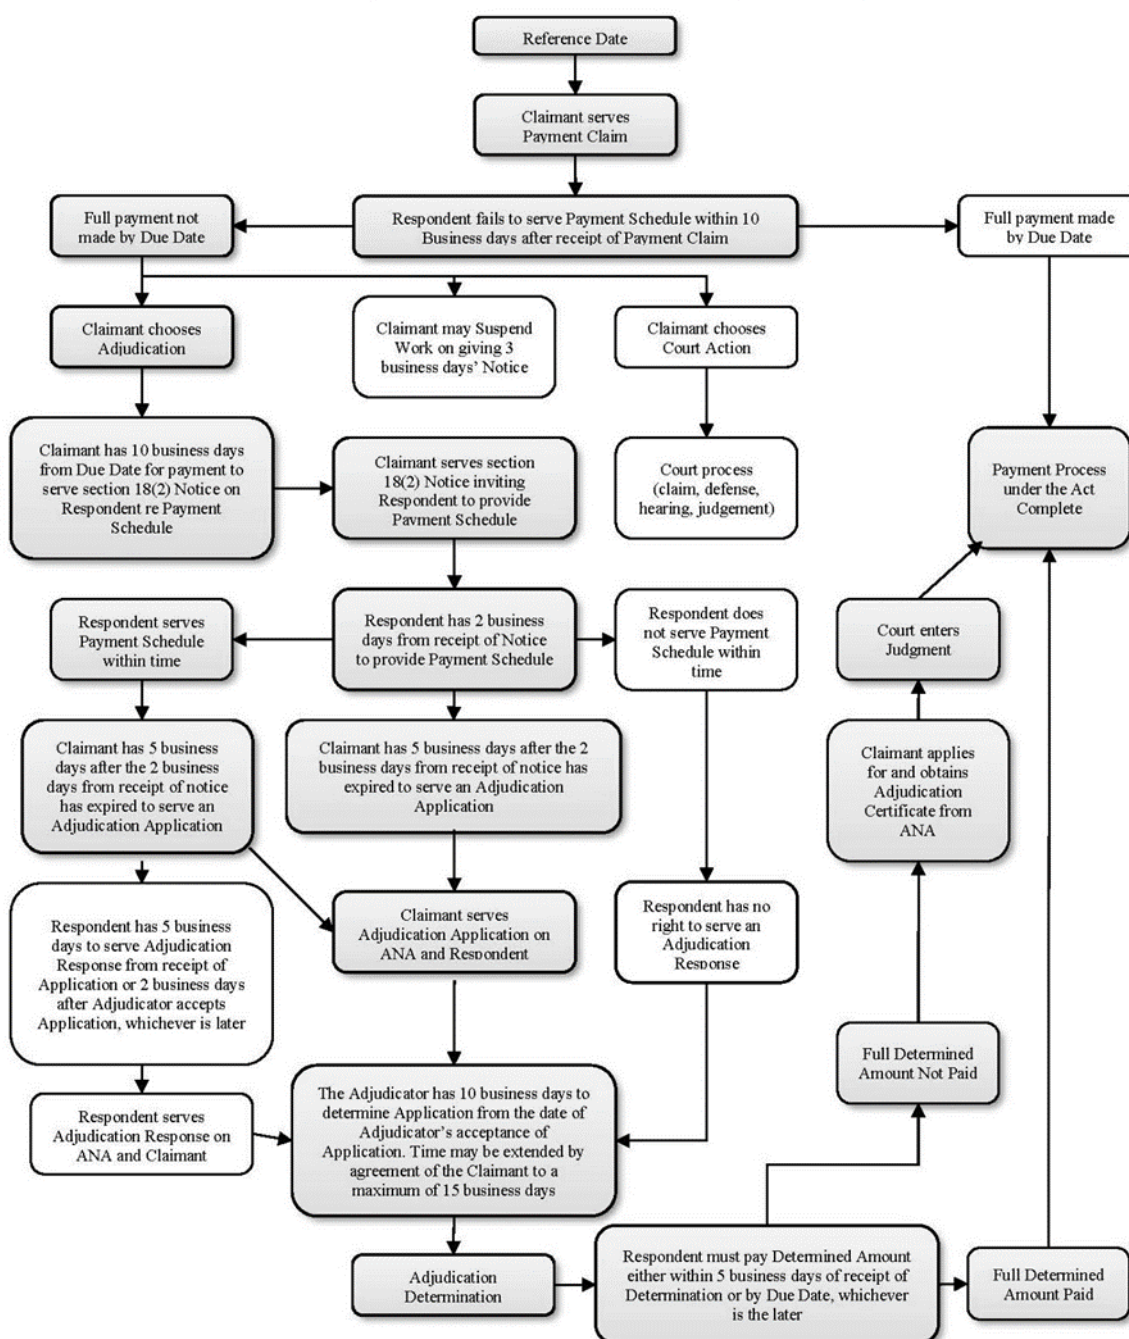 Reference Date
Claimant serves
Payment Claim
Full payment not
made by Due Date
Respondent fails to serve Payment Schedule within 10
Business days after receipt of Payment Claim
Full payment made
by Due Date
Claimant chooses
Adjudication
Claimant may Suspend
Work on giving 3
business days’ Notice
Claimant chooses
Court Action
Claimant has 10 business days
from Due Date for payment to
serve section 18(2) Notice on
Respondent re Payment
Schedule
Claimant serves section
18(2) Notice inviting
Respondent to provide
Payment Schedule
Court process
(claim, defense,
hearing, judgement)
Payment Process
under the Act
Complete
Respondent serves
Payment Schedule
within time
Respondent has 2 business
days from receipt of Notice
to provide Payment Schedule
Respondent does
not serve Payment
Schedule within
time
Court enters
Judgment
Claimant has 5 business
days after the 2 business
days from receipt of notice
has expired to serve an
Adjudication Application
Claimant has 5 business days after the 2
business days from receipt of notice has
expired to serve an Adjudication
Application
Claimant applies
for and obtains
Adjudication
Certificate from
ANA
Respondent has 5 business
days to serve Adjudication
Response from receipt of
Application or 2 business days
after Adjudicator accepts
Application, whichever is later
Claimant serves
Adjudication Application on
ANA and Respondent
Respondent has no
right to serve an
Adjudication
Response
Full Determined
Amount Not Paid
Respondent serves
Adjudication Response on
ANA and Claimant
The Adjudicator has 10 business days to
determine Application from the date of
Adjudicator’s acceptance of
Application. Time may be extended by
agreement of the Claimant to a
maximum of 15 business days
Adjudication
Determination
Respondent must pay Determined Amount
either within 5 business days of receipt of
Determination or by Due Date, whichever
is the later
Full Determined
Amount Paid